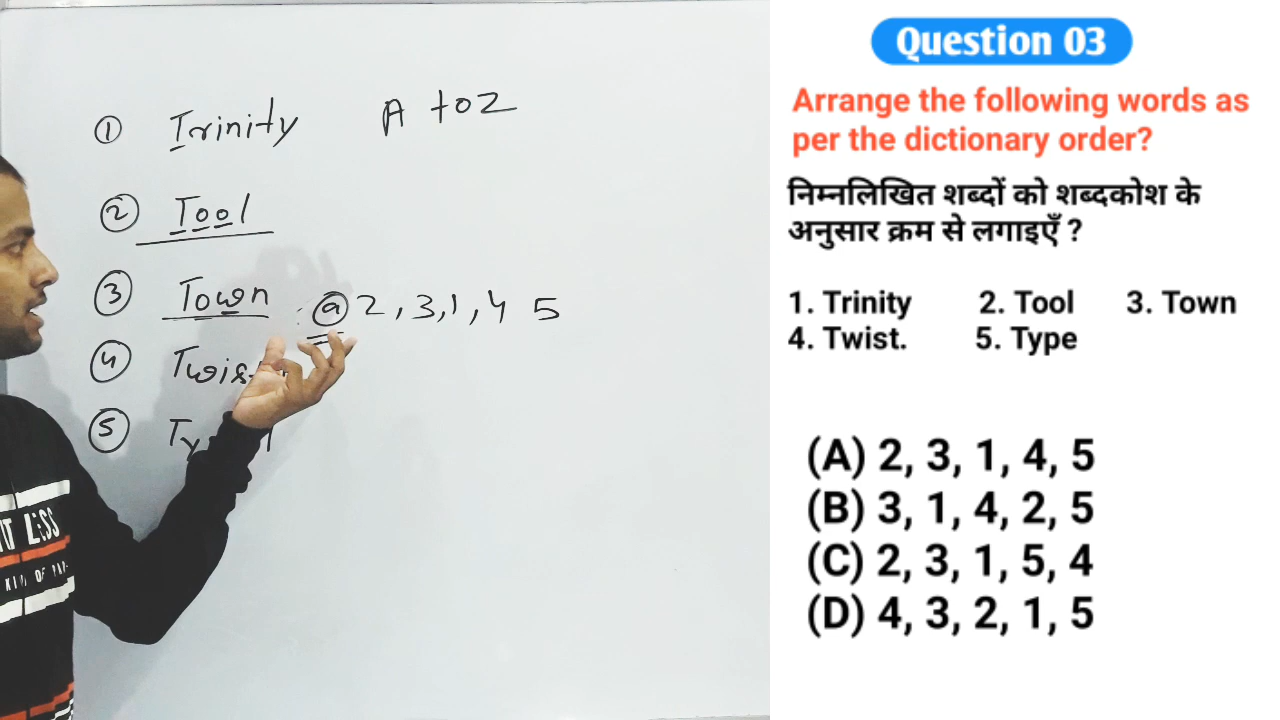 ① Trinity A to Z
② Tool
③ Town : ⓐ 2, 3, 1, 4 5
④
⑤
LESS
Question 03
Arrange the following words as
per the dictionary order?
निम्नलिखित शब्दों को शब्दकोश के
अनुसार क्रम से लगाइएँ ?
1. Trinity 2. Tool 3. Town
4. Twist. 5. Type
(A) 2, 3, 1, 4, 5
(B) 3, 1, 4, 2, 5
(C) 2, 3, 1, 5, 4
(D) 4, 3, 2, 1, 5